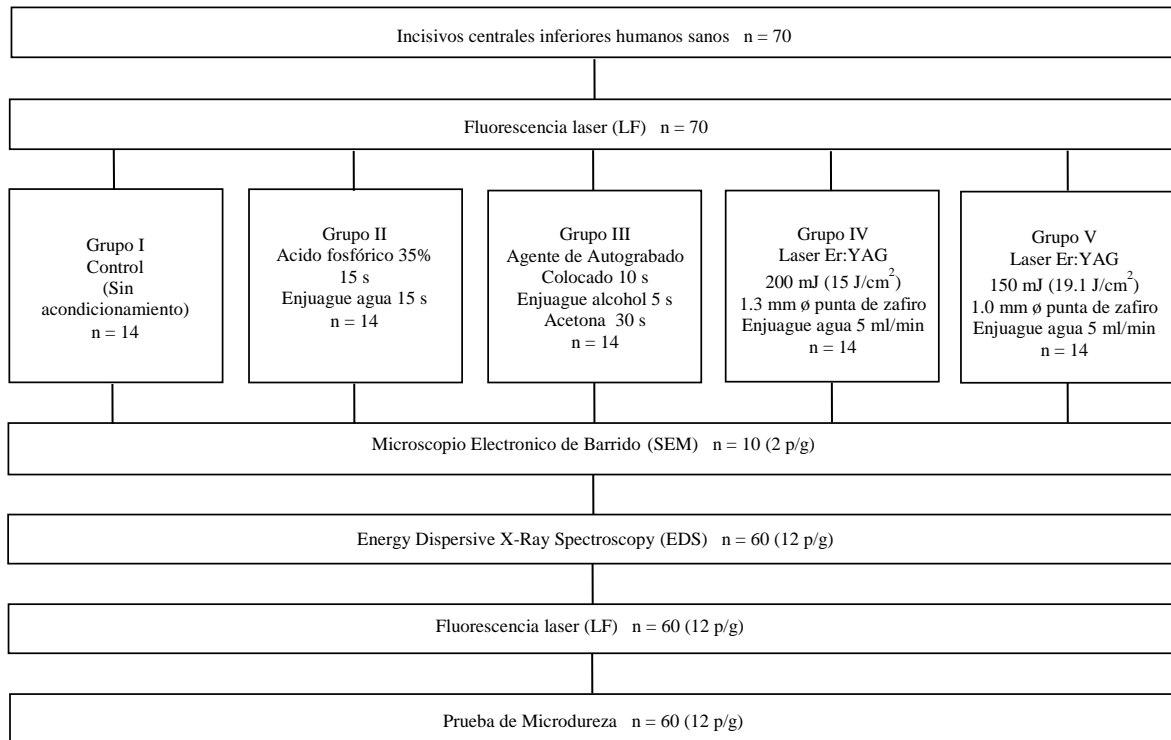 Incisivos centrales inferiores humanos sanos n = 70
Fluorescencia laser (LF) n = 70
Grupo I
Control
(Sin
acondicionamiento)
n = 14
Grupo II
Acido fosfórico 35%
15 s
Enjuague agua 15 s
n = 14
Grupo III
Agente de Autograbado
Colocado 10 s
Enjuague alcohol 5 s
Acetona 30 s
n = 14
Grupo IV
Laser Er:YAG
200 mJ (15 J/cm²)
1.3 mm ø punta de zafiro
Enjuague agua 5 ml/min
n = 14
Grupo V
Laser Er:YAG
150 mJ (19.1 J/cm²)
1.0 mm ø punta de zafiro
Enjuague agua 5 ml/min
n = 14
Microscopio Electronico de Barrido (SEM) n = 10 (2 p/g)
Energy Dispersive X-Ray Spectroscopy (EDS) n = 60 (12 p/g)
Fluorescencia laser (LF) n = 60 (12 p/g)
Prueba de Microdureza n = 60 (12 p/g)